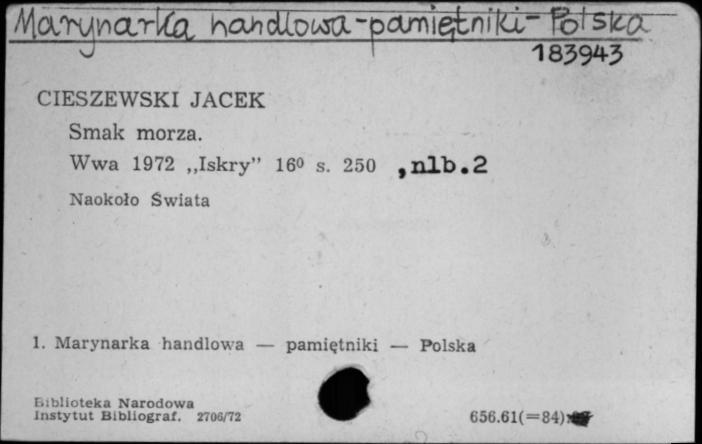 Marynarka handlowa-pamiętniki-Polska
183943
CIESZEWSKI JACEK
Smak morza.
Wwa 1972 „Iskry” 16⁰ s. 250 ,nlb.2
Naokoło Świata
1. Marynarka handlowa — pamiętniki — Polska
Biblioteka Narodowa
Instytut Bibliograf. 2706/72
656.61(=84)